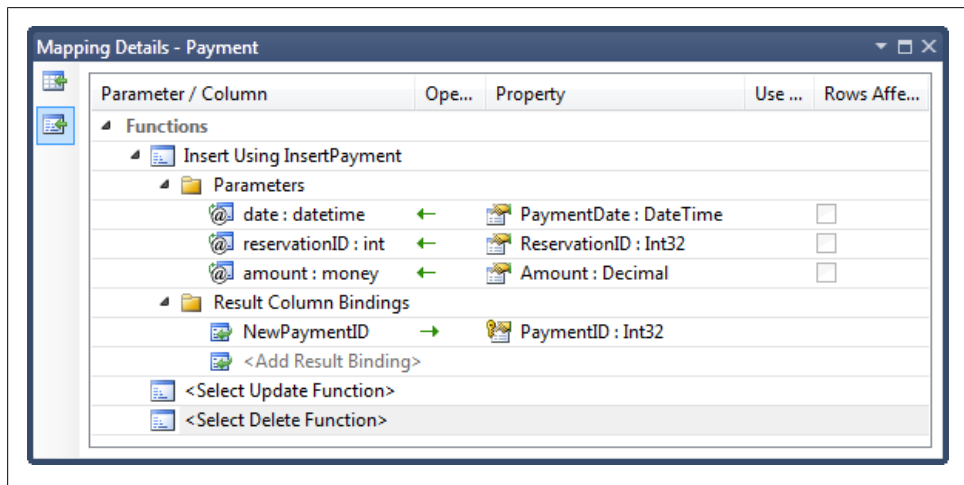 Mapping Details - Payment
Parameter / Column Ope... Property Use ... Rows Affe...
Functions
Insert Using InsertPayment
Parameters
date : datetime ← PaymentDate : DateTime
reservationID : int ← ReservationID : Int32
amount : money ← Amount : Decimal
Result Column Bindings
NewPaymentID → PaymentID : Int32
<Add Result Binding>
<Select Update Function>
<Select Delete Function>